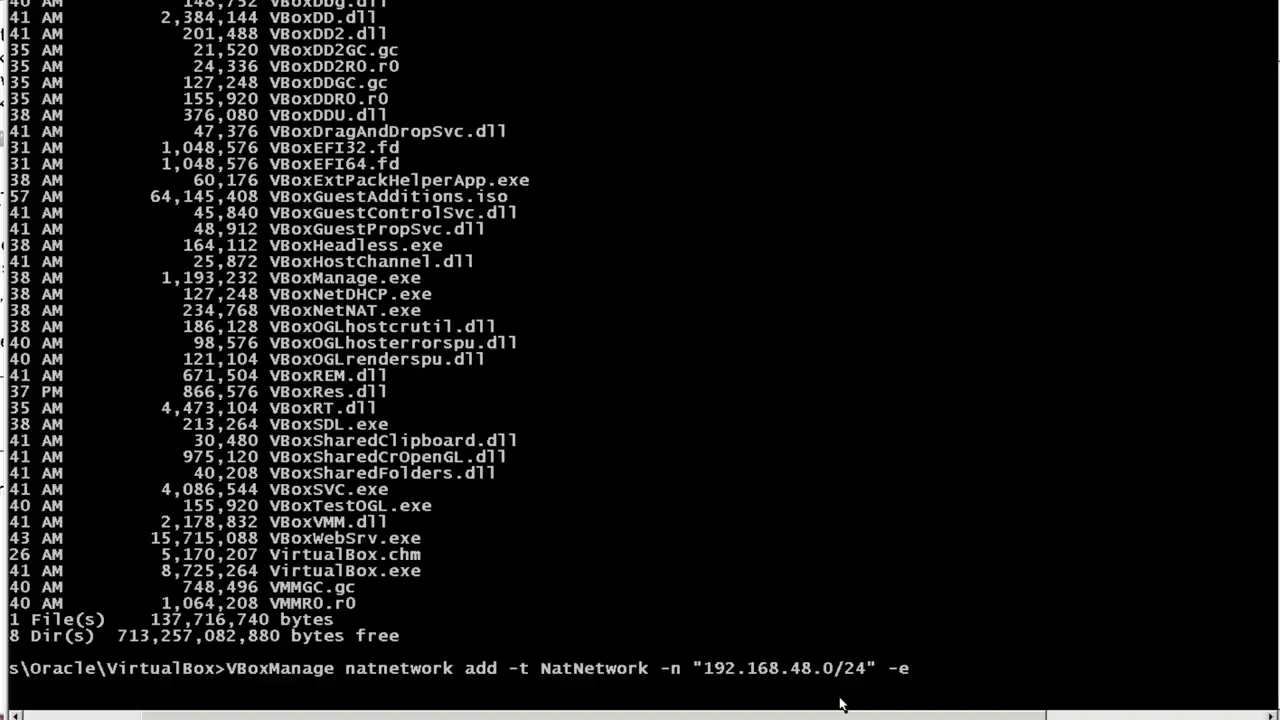 40 AM 148,752 VBoxDbg.dll
41 AM 2,384,144 VBoxDD.dll
41 AM 201,488 VBoxDD2.dll
35 AM 21,520 VBoxDD2GC.gc
35 AM 24,336 VBoxDD2R0.r0
35 AM 127,248 VBoxDDGC.gc
35 AM 155,920 VBoxDDR0.r0
38 AM 376,080 VBoxDDU.dll
41 AM 47,376 VBoxDragAndDropSvc.dll
31 AM 1,048,576 VBoxEFI32.fd
31 AM 1,048,576 VBoxEFI64.fd
38 AM 60,176 VBoxExtPackHelperApp.exe
57 AM 64,145,408 VBoxGuestAdditions.iso
41 AM 45,840 VBoxGuestControlSvc.dll
41 AM 48,912 VBoxGuestPropSvc.dll
38 AM 164,112 VBoxHeadless.exe
41 AM 25,872 VBoxHostChannel.dll
38 AM 1,193,232 VBoxManage.exe
38 AM 127,248 VBoxNetDHCP.exe
38 AM 234,768 VBoxNetNAT.exe
38 AM 186,128 VBoxOGLhostcrutil.dll
40 AM 98,576 VBoxOGLhosterrorspu.dll
40 AM 121,104 VBoxOGLrenderspu.dll
41 AM 671,504 VBoxREM.dll
37 PM 866,576 VBoxRes.dll
35 AM 4,473,104 VBoxRT.dll
38 AM 213,264 VBoxSDL.exe
41 AM 30,480 VBoxSharedClipboard.dll
41 AM 975,120 VBoxSharedCrOpenGL.dll
41 AM 40,208 VBoxSharedFolders.dll
41 AM 4,086,544 VBoxSVC.exe
40 AM 155,920 VBoxTestOGL.exe
41 AM 2,178,832 VBoxVMM.dll
43 AM 15,715,088 VBoxWebSrv.exe
26 AM 5,170,207 VirtualBox.chm
41 AM 8,725,264 VirtualBox.exe
40 AM 748,496 VMMGC.gc
40 AM 1,064,208 VMMR0.r0
1 File(s) 137,716,740 bytes
8 Dir(s) 713,257,082,880 bytes free
s\Oracle\VirtualBox>VBoxManage natnetwork add -t NatNetwork -n "192.168.48.0/24" -e